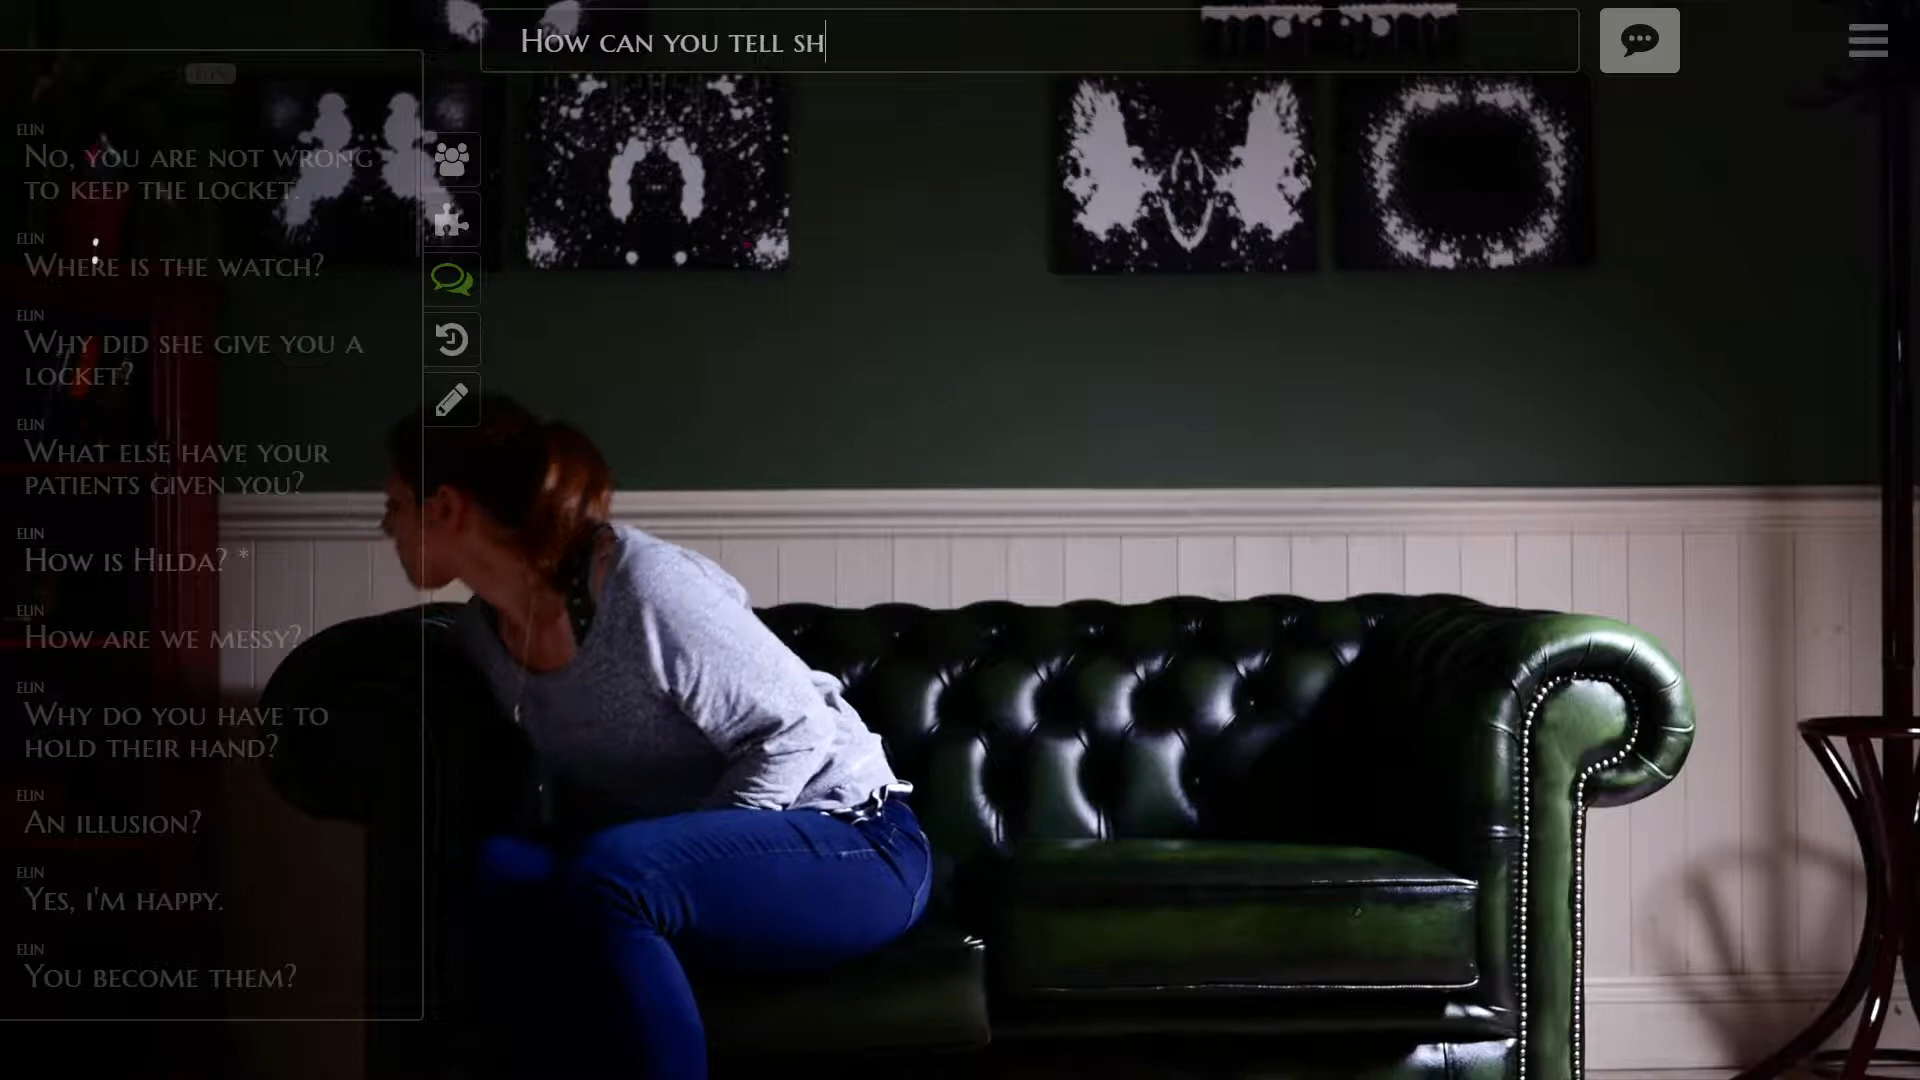 How can you tell sh
Elin
No, you are not wrong
to keep the locket.
Elin
Where is the watch?
Elin
Why did she give you a
locket?
Elin
What else have your
patients given you?
Elin
How is Hilda? *
Elin
How are we messy?
Elin
Why do you have to
hold their hand?
Elin
An illusion?
Elin
Yes, i'm happy.
Elin
You become them?